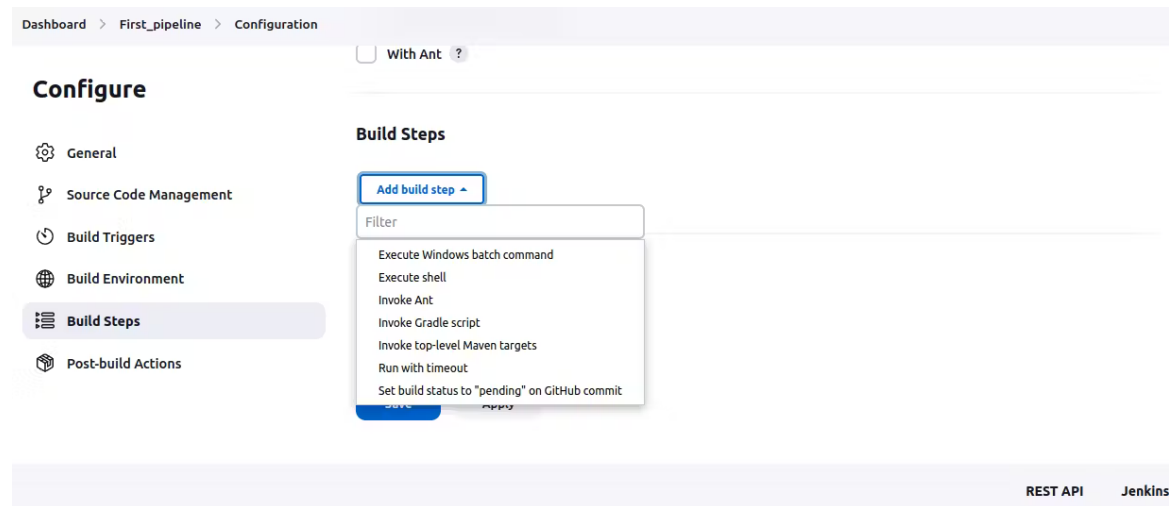 Dashboard > First_pipeline > Configuration
With Ant ?
Configure
General
Source Code Management
Build Triggers
Build Environment
Build Steps
Post-build Actions
Build Steps
Add build step
Filter
Execute Windows batch command
Execute shell
Invoke Ant
Invoke Gradle script
Invoke top-level Maven targets
Run with timeout
Set build status to "pending" on GitHub commit
Save
Apply
REST API
Jenkins